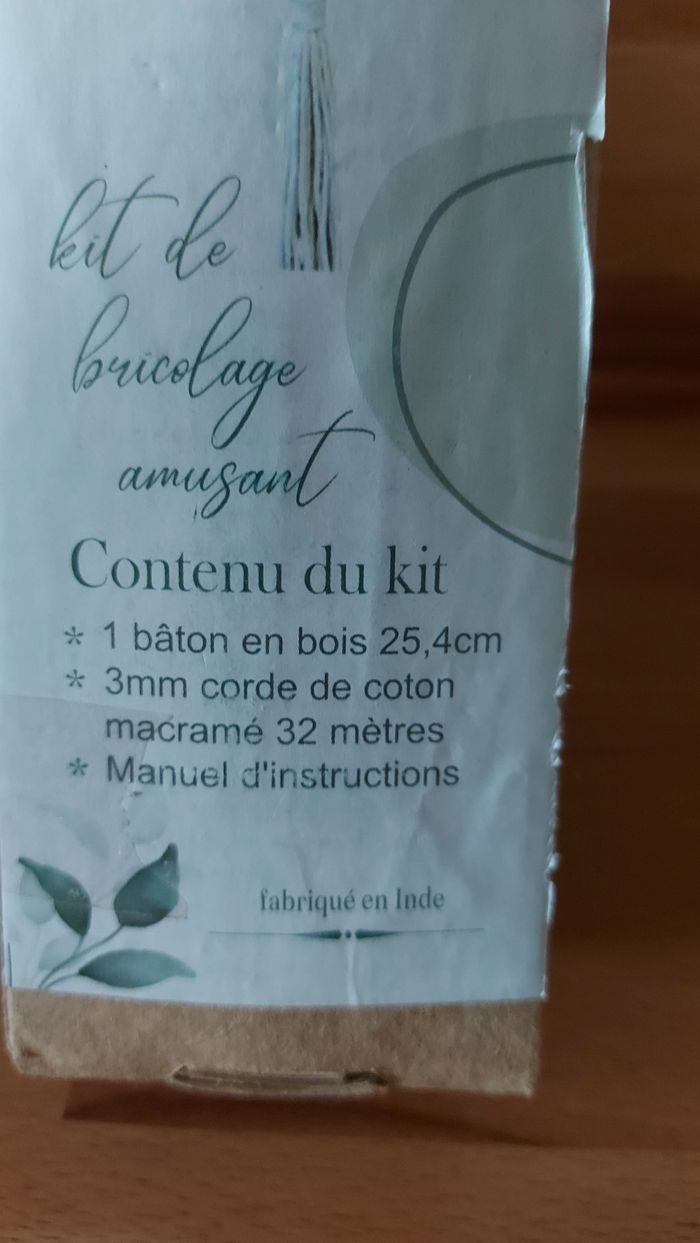 kit de
bricolage
amusant
Contenu du kit
* 1 bâton en bois 25,4cm
* 3mm corde de coton
macramé 32 mètres
* Manuel d'instructions
fabriqué en Inde